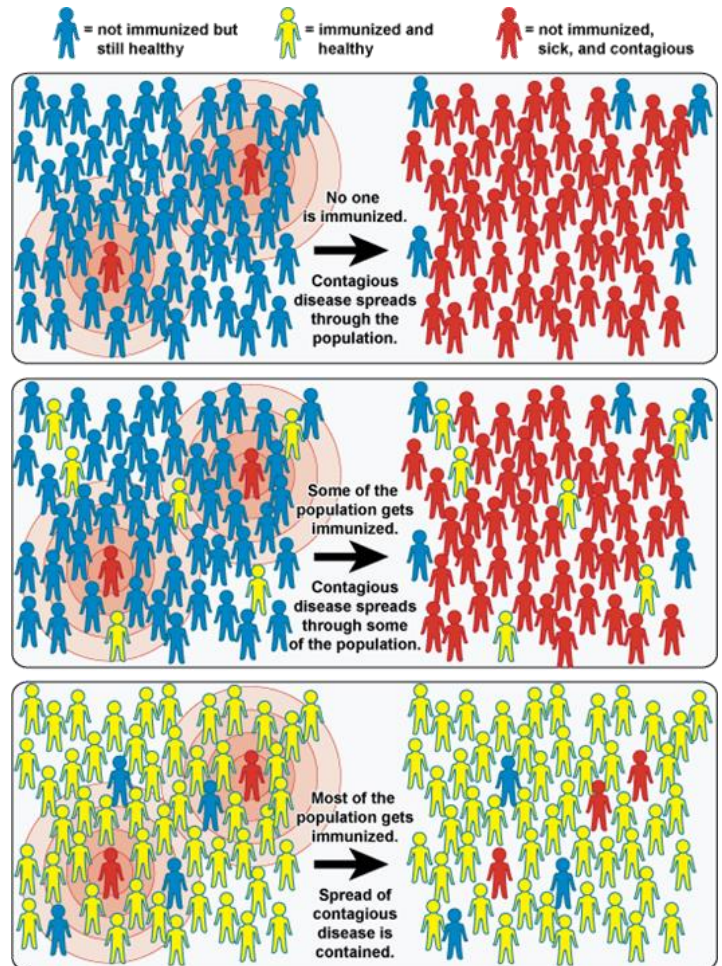 = not immunized but
still healthy
= immunized and
healthy
= not immunized,
sick, and contagious
No one
is immunized.
Contagious
disease spreads
through the
population.
Some of the
population gets
immunized.
Contagious
disease spreads
through some
of the population.
Most of the
population gets
immunized.
Spread of
contagious
disease is
contained.